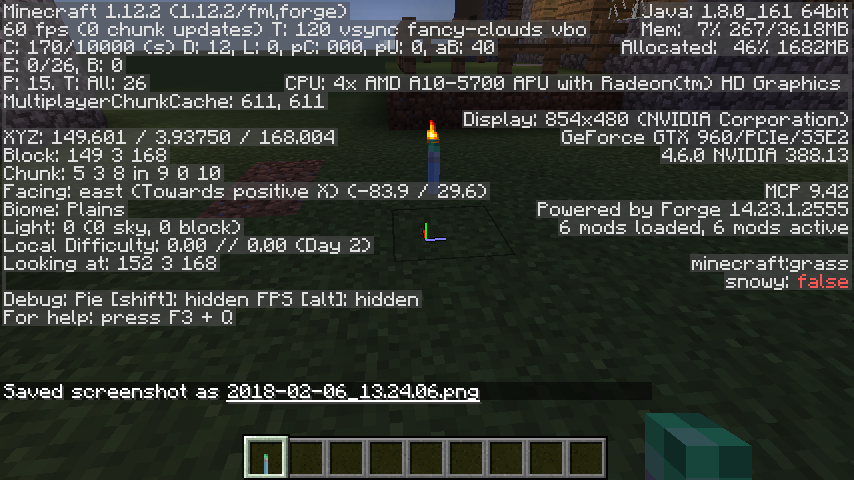 Minecraft 1.12.2 (1.12.2/fml,forge)
60 fps (0 chunk updates) T: 120 vsync fancy-clouds vbo
C: 170/10000 (s) D: 12, L: 0, pC: 000, pU: 0, aB: 40
E: 0/26, B: 0
P: 15. T: All: 26
MultiplayerChunkCache: 611, 611
XYZ: 149.601 / 3.93750 / 168.004
Block: 149 3 168
Chunk: 5 3 8 in 9 0 10
Facing: east (Towards positive X) (-83.9 / 29.6)
Biome: Plains
Light: 0 (0 sky, 0 block)
Local Difficulty: 0.00 // 0.00 (Day 2)
Looking at: 152 3 168
Debug: Pie [shift]: hidden FPS [alt]: hidden
For help: press F3 + Q
Java: 1.8.0_161 64bit
Mem: 7% 267/3618MB
Allocated: 46% 1682MB
CPU: 4x AMD A10-5700 APU with Radeon(tm) HD Graphics
Display: 854x480 (NVIDIA Corporation)
GeForce GTX 960/PCIe/SSE2
4.6.0 NVIDIA 388.13
MCP 9.42
Powered by Forge 14.23.1.2555
6 mods loaded, 6 mods active
minecraft:grass
snowy: false
Saved screenshot as 2018-02-06_13.24.06.png